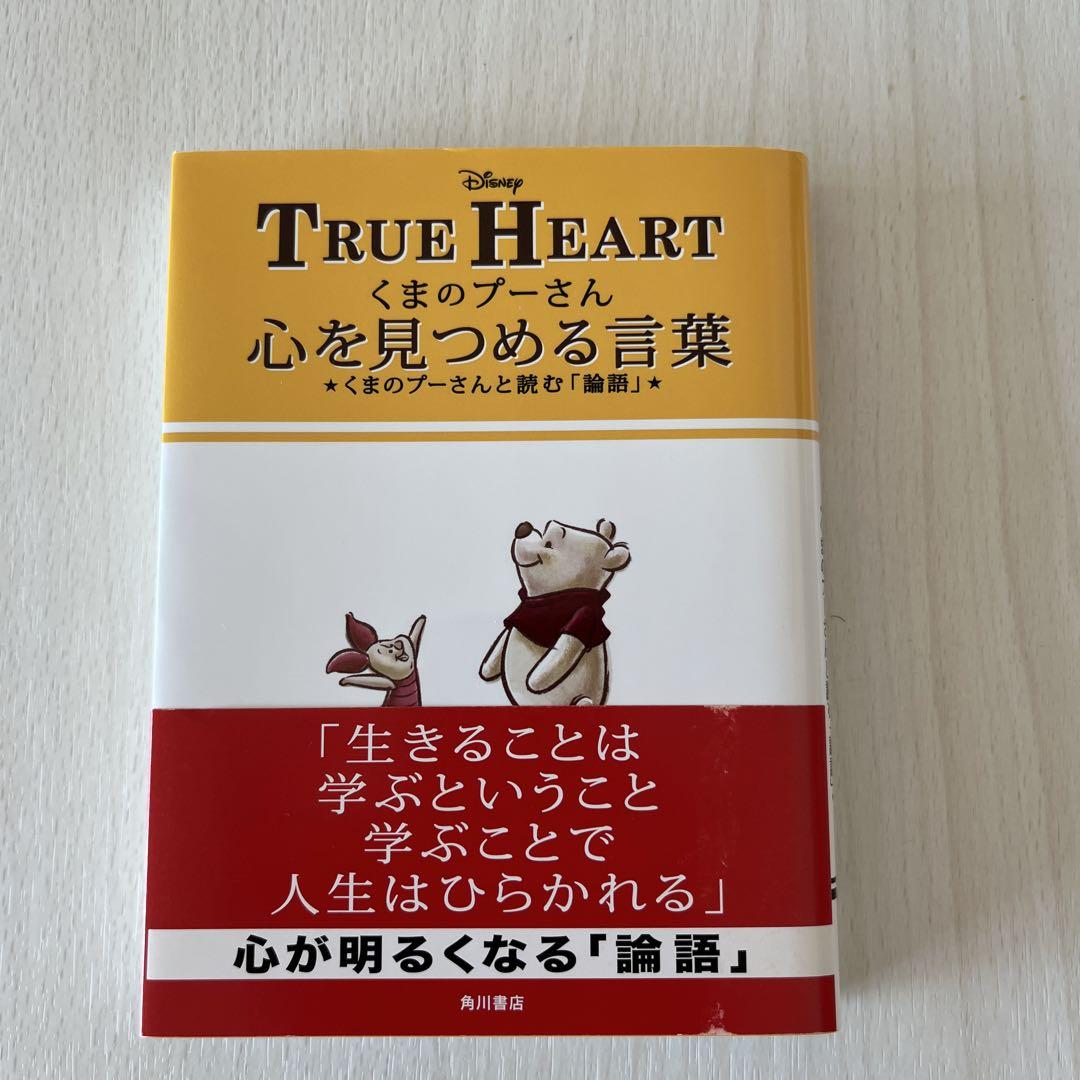 Disney
TRUE HEART
くまのプーさん
心を見つめる言葉
★くまのプーさんと読む「論語」★
「生きることは
学ぶということ
学ぶことで
人生はひらかれる」
心が明るくなる「論語」
角川書店